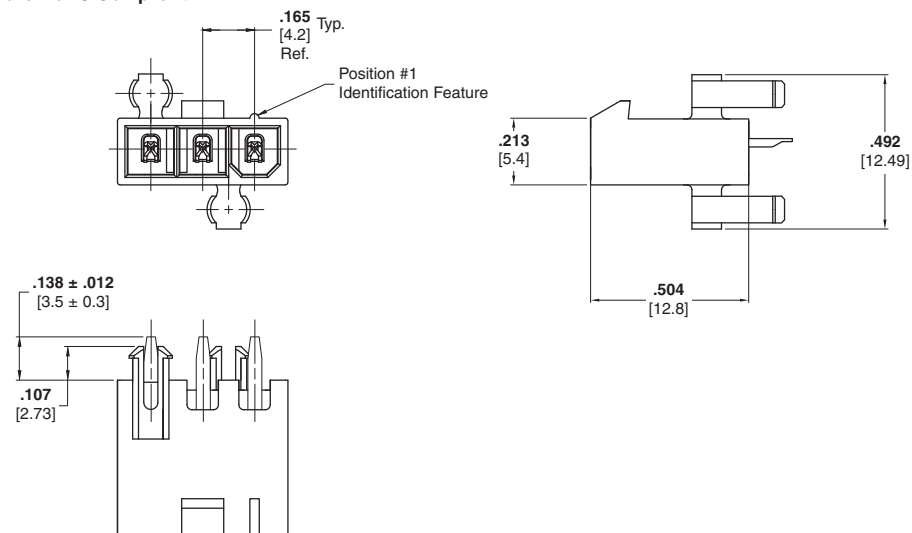 .165 Typ.
[4.2]
Ref.
Position #1
Identification Feature
.213
[5.4]
.492
[12.49]
.504
[12.8]
.138 ± .012
[3.5 ± 0.3]
.107
[2.73]